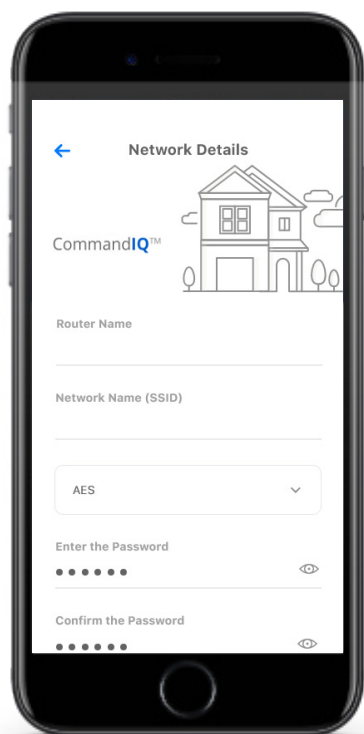 Network Details
CommandIQ™
Router Name
Network Name (SSID)
AES
Enter the Password
Confirm the Password